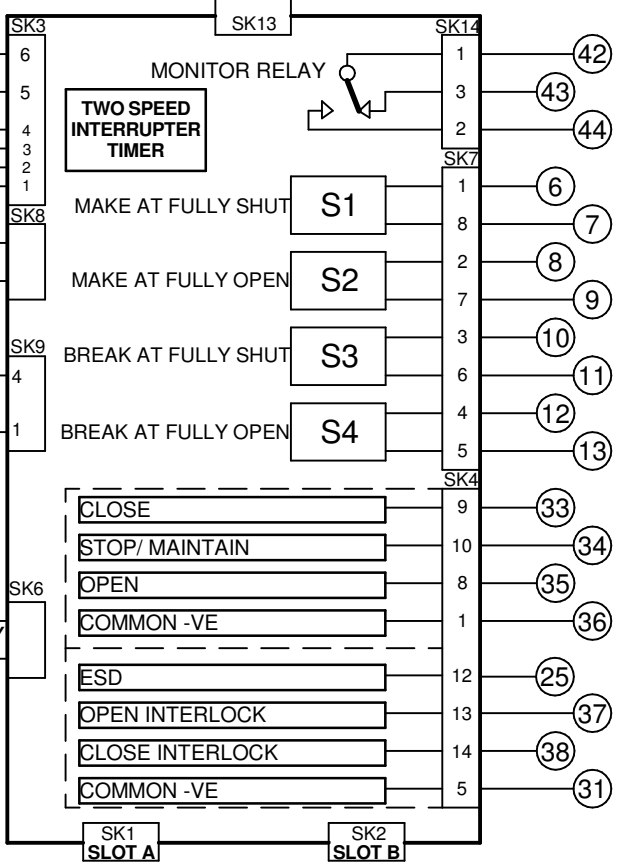 SK3
SK13
SK14
6
MONITOR RELAY
1
42
5
3
43
TWO SPEED
INTERRUPTER
TIMER
4
2
44
3
2
1
SK7
MAKE AT FULLY SHUT
S1
1
6
SK8
8
7
MAKE AT FULLY OPEN
S2
2
8
7
9
SK9
BREAK AT FULLY SHUT
S3
3
10
4
6
11
1
BREAK AT FULLY OPEN
S4
4
12
5
13
SK4
CLOSE
9
33
STOP/ MAINTAIN
10
34
SK6
OPEN
8
35
COMMON -VE
1
36
ESD
12
25
OPEN INTERLOCK
13
37
CLOSE INTERLOCK
14
38
COMMON -VE
5
31
SK1
SLOT A
SK2
SLOT B